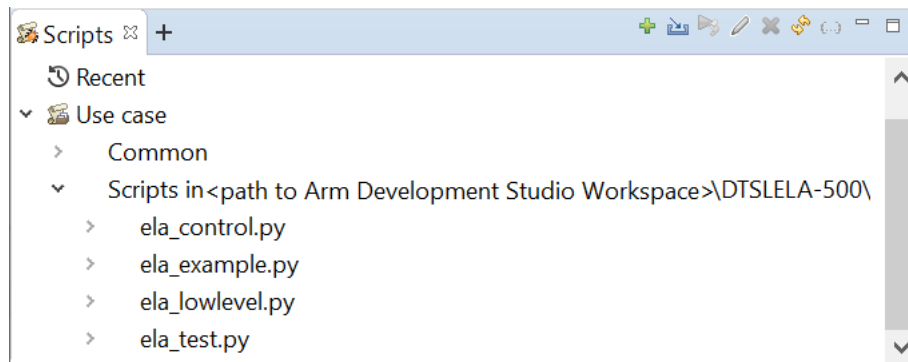 Scripts
Recent
Use case
Common
Scripts in<path to Arm Development Studio Workspace>\DTSLELA-500\
ela_control.py
ela_example.py
ela_lowlevel.py
ela_test.py